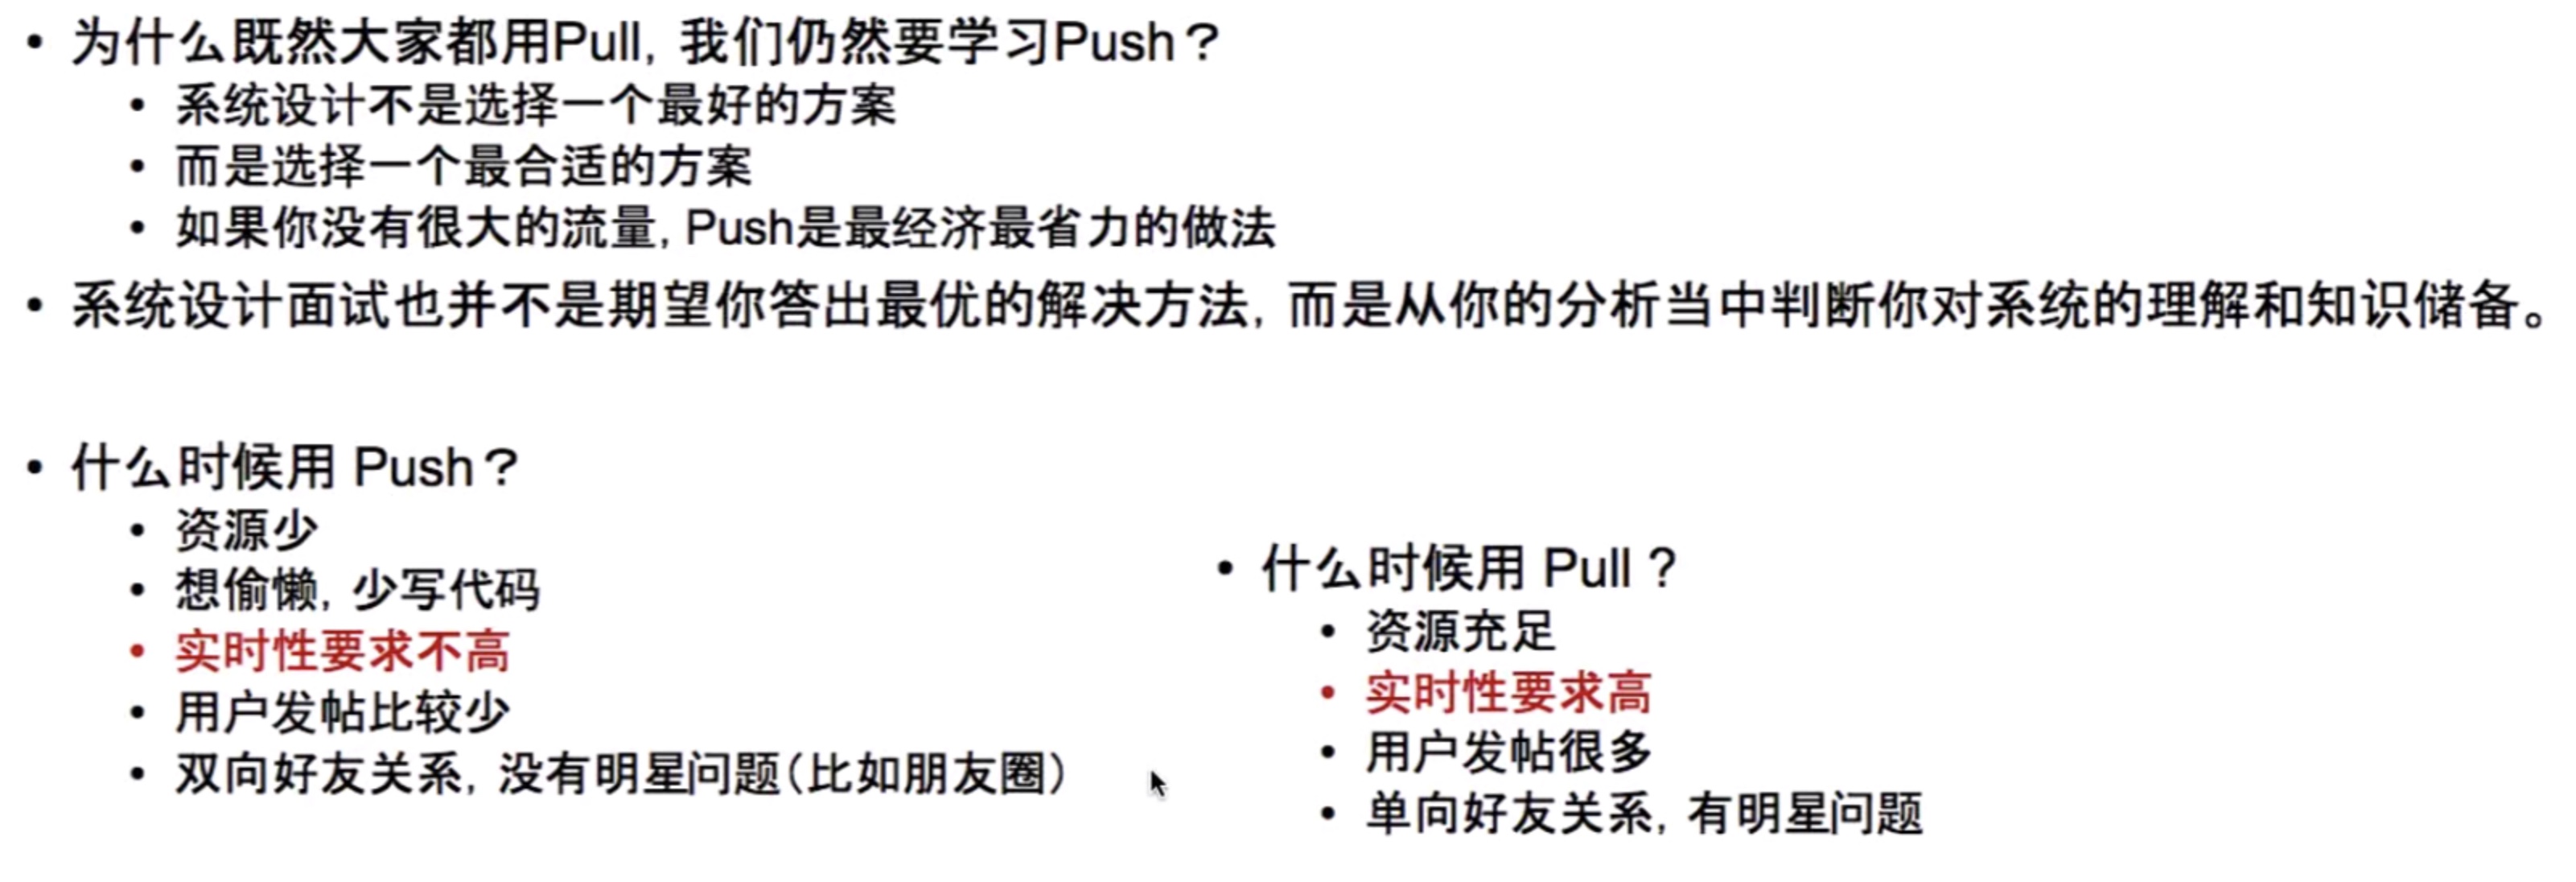 • 为什么既然大家都用Pull, 我们仍然要学习Push?
• 系统设计不是选择一个最好的方案
• 而是选择一个最合适的方案
• 如果你没有很大的流量, Push是最经济最省力的做法
• 系统设计面试也并不是期望你答出最优的解决方法, 而是从你的分析当中判断你对系统的理解和知识储备。
• 什么时候用 Push?
• 资源少
• 想偷懒, 少写代码
• 实时性要求不高
• 用户发帖比较少
• 双向好友关系, 没有明星问题(比如朋友圈)
• 什么时候用 Pull ?
• 资源充足
• 实时性要求高
• 用户发帖很多
• 单向好友关系, 有明星问题